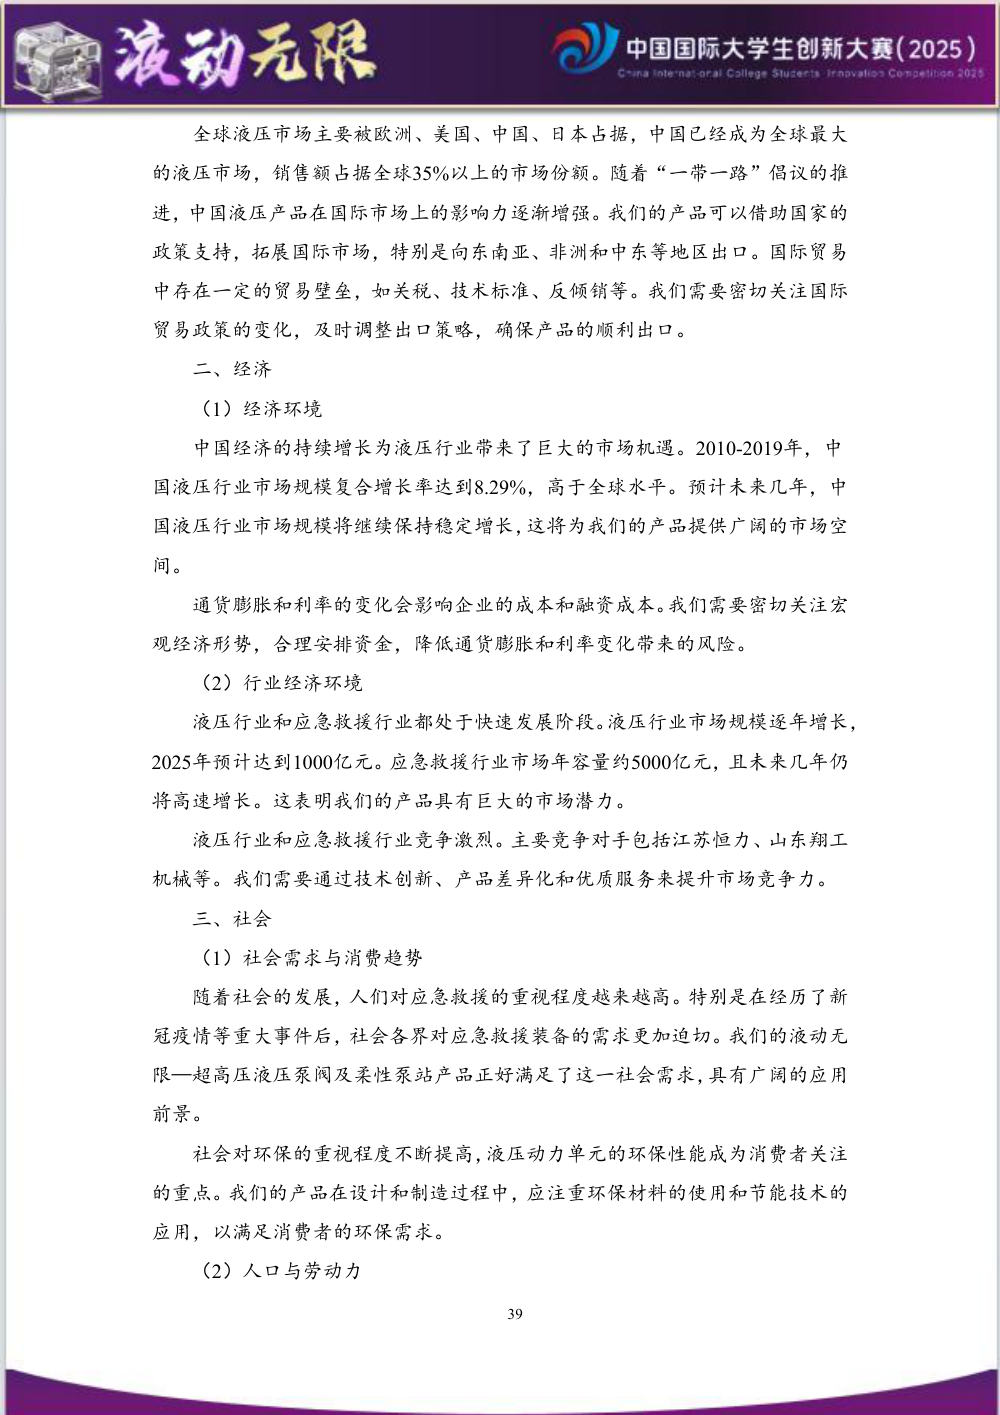 液动无限
中国国际大学生创新大赛(2025)
China International College Students' Innovation Competition 2025
全球液压市场主要被欧洲、美国、中国、日本占据，中国已经成为全球最大
的液压市场，销售额占据全球35%以上的市场份额。随着“一带一路”倡议的推
进，中国液压产品在国际市场上的影响力逐渐增强。我们的产品可以借助国家的
政策支持，拓展国际市场，特别是向东南亚、非洲和中东等地区出口。国际贸易
中存在一定的贸易壁垒，如关税、技术标准、反倾销等。我们需要密切关注国际
贸易政策的变化，及时调整出口策略，确保产品的顺利出口。
二、经济
（1）经济环境
中国经济的持续增长为液压行业带来了巨大的市场机遇。2010-2019年，中
国液压行业市场规模复合增长率达到8.29%，高于全球水平。预计未来几年，中
国液压行业市场规模将继续保持稳定增长，这将为我们的产品提供广阔的市场空
间。
通货膨胀和利率的变化会影响企业的成本和融资成本。我们需要密切关注宏
观经济形势，合理安排资金，降低通货膨胀和利率变化带来的风险。
（2）行业经济环境
液压行业和应急救援行业都处于快速发展阶段。液压行业市场规模逐年增长，
2025年预计达到1000亿元。应急救援行业市场年容量约5000亿元，且未来几年仍
将高速增长。这表明我们的产品具有巨大的市场潜力。
液压行业和应急救援行业竞争激烈。主要竞争对手包括江苏恒力、山东翔工
机械等。我们需要通过技术创新、产品差异化和优质服务来提升市场竞争力。
三、社会
（1）社会需求与消费趋势
随着社会的发展，人们对应急救援的重视程度越来越高。特别是在经历了新
冠疫情等重大事件后，社会各界对应急救援装备的需求更加迫切。我们的液动无
限—超高压液压泵阀及柔性泵站产品正好满足了这一社会需求，具有广阔的应用
前景。
社会对环保的重视程度不断提高，液压动力单元的环保性能成为消费者关注
的重点。我们的产品在设计和制造过程中，应注重环保材料的使用和节能技术的
应用，以满足消费者的环保需求。
（2）人口与劳动力
39